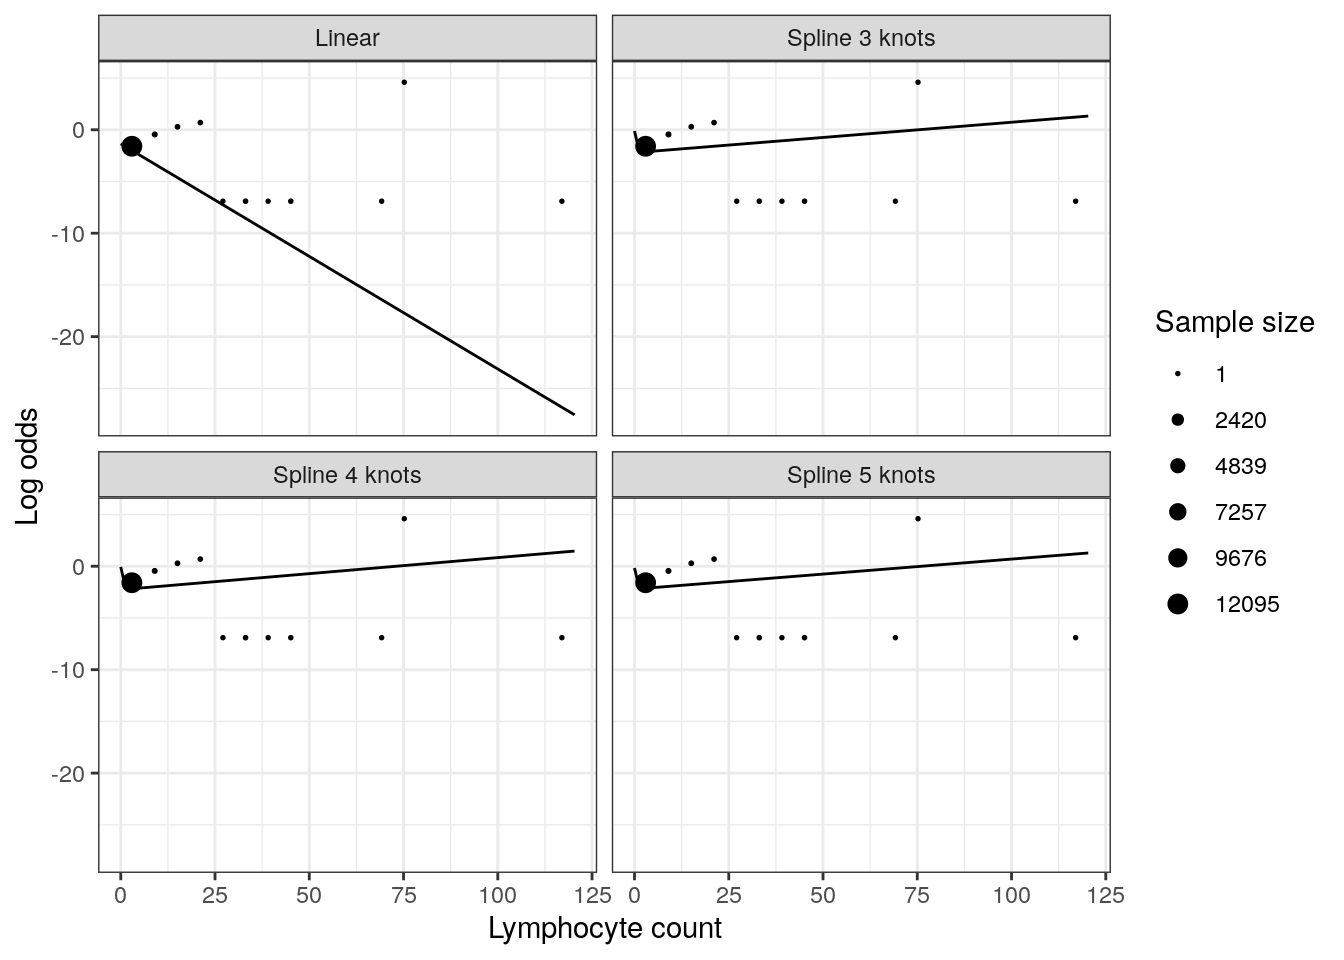 Linear
Spline 3 knots
0
-10
-20
Spline 4 knots
Spline 5 knots
0
-10
-20
0 25 50 75 100 125
0 25 50 75 100 125
Lymphocyte count
Log odds
Sample size
1
2420
4839
7257
9676
12095